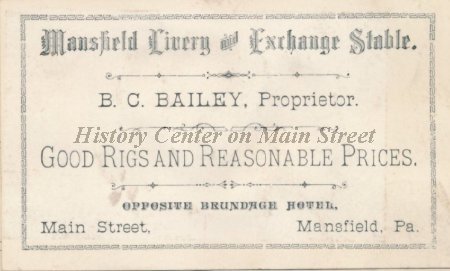 Mansfield Livery and Exchange Stable.
B. C. BAILEY, Proprietor.
History Center on Main Street
GOOD RIGS AND REASONABLE PRICES.
OPPOSITE BRUNDAGE HOTEL,
Main Street, Mansfield, Pa.